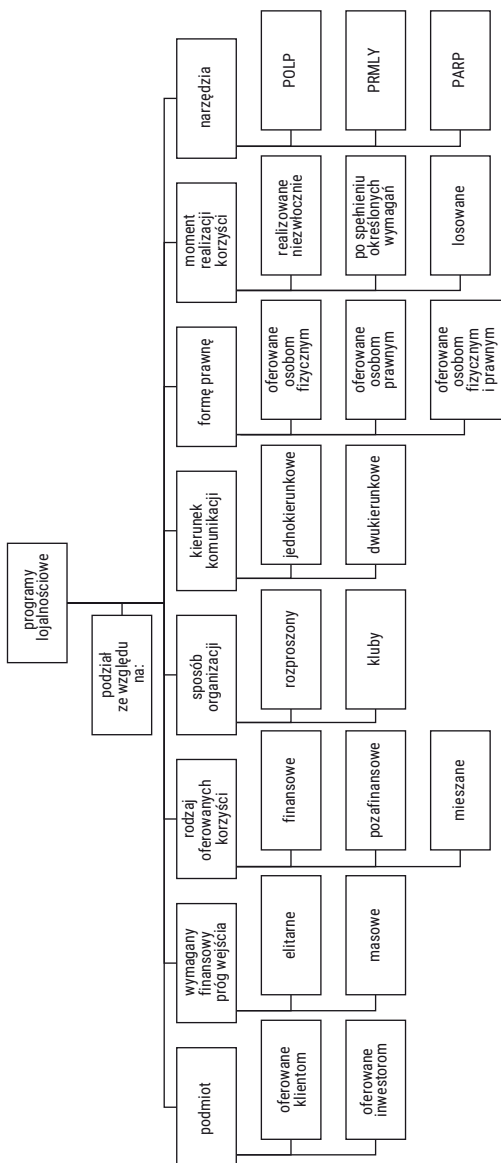 programy
lojalnościowe
podział
ze względu
na:
podmiot
oferowane
klientom
oferowane
inwestorom
wymagany
finansowy
próg wejścia
elitarne
masowe
rodzaj
oferowanych
korzyści
finansowe
pozafinansowe
mieszane
sposób
organizacji
rozproszony
kluby
kierunek
komunikacji
jednokierunkowe
dwukierunkowe
formę prawnę
oferowane
osobom
fizycznym
oferowane
osobom
prawnym
oferowane
osobom
fizycznym
i prawnym
moment
realizacji
korzyści
realizowane
niezwłocznie
po spełnieniu
określonych
wymagań
losowane
narzędzia
POLP
PRMLY
PARP